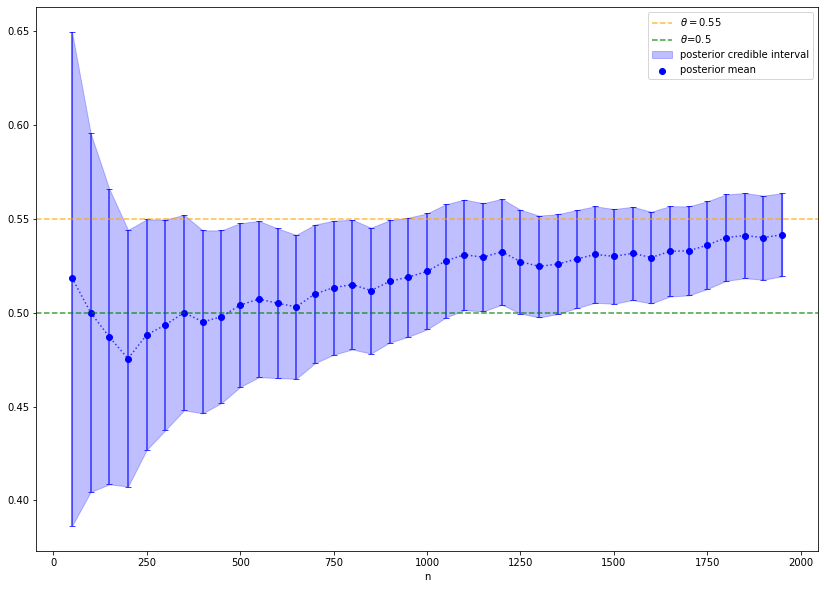 θ = 0.55
θ=0.5
posterior credible interval
posterior mean
0.65
0.60
0.55
0.50
0.45
0.40
0 250 500 750 1000 1250 1500 1750 2000
n